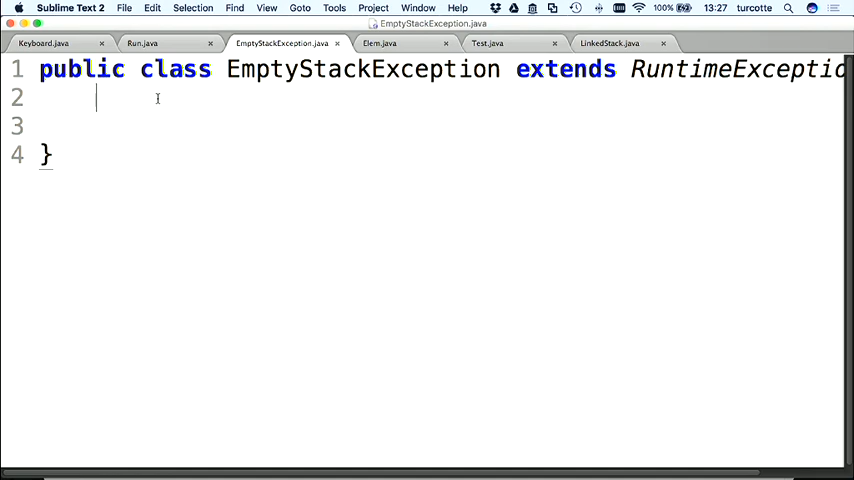 Sublime Text 2 File Edit Selection Find View Goto Tools Project Window Help 100% 13:27 turcotte
EmptyStackException.java
Keyboard.java Run.java EmptyStackException.java Elem.java Test.java LinkedStack.java
1 public class EmptyStackException extends RuntimeExceptio
2
3
4 }